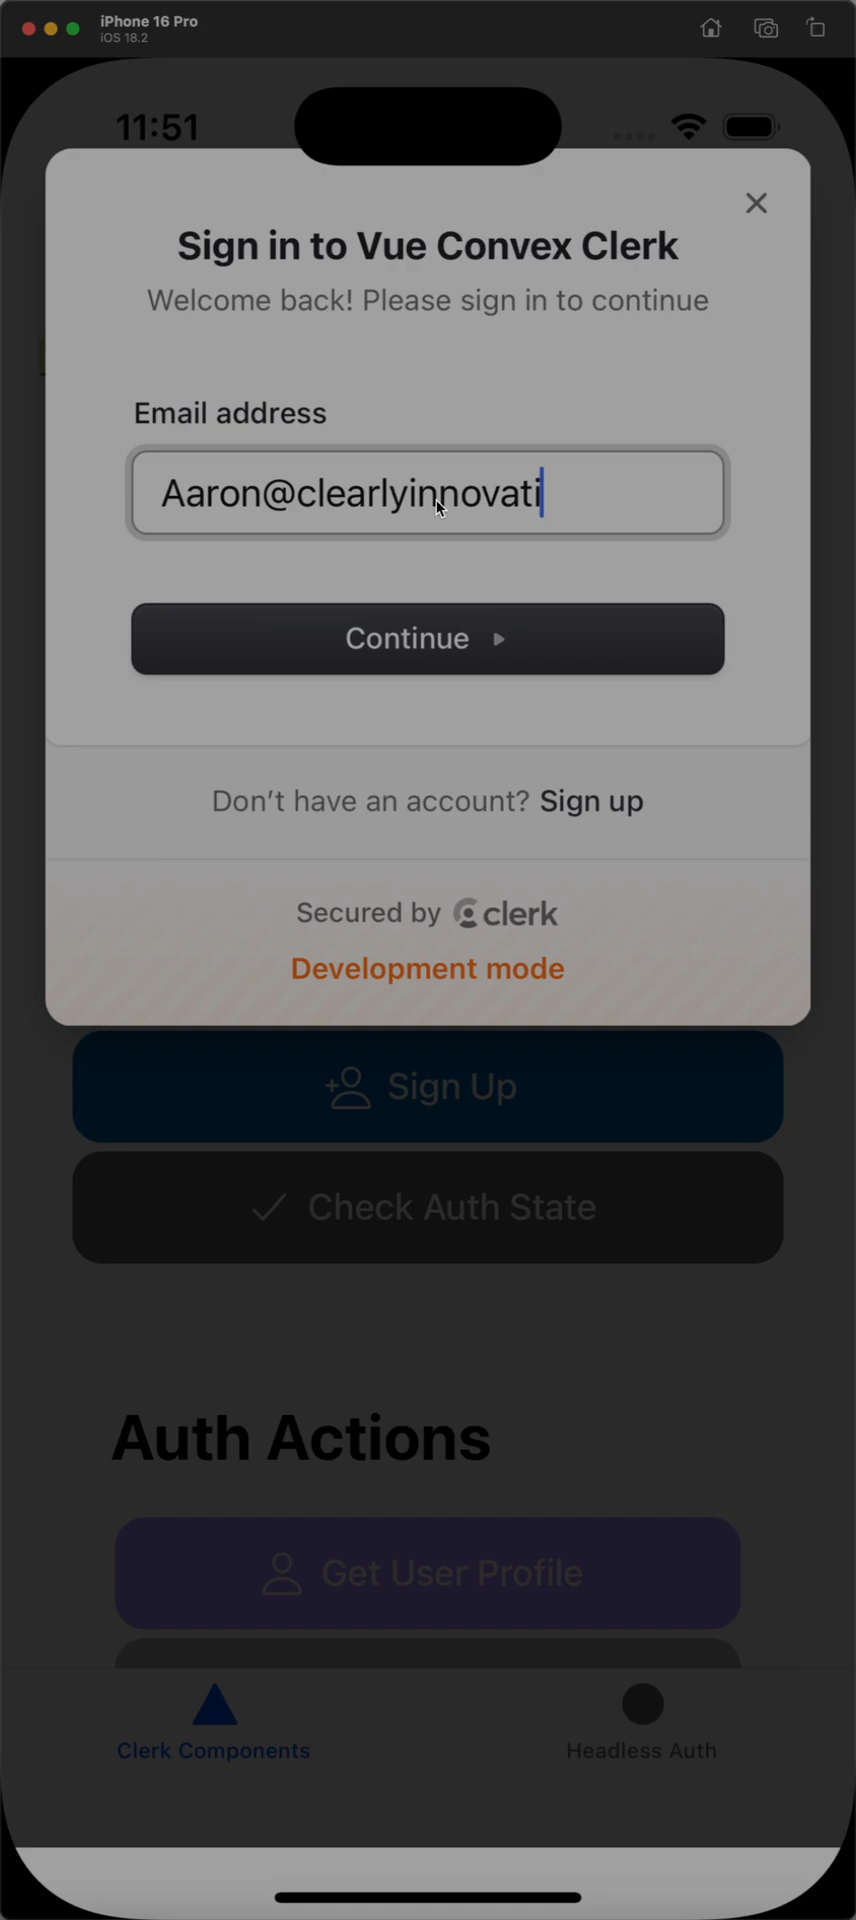 iPhone 16 Pro
iOS 18.2
11:51
Sign in to Vue Convex Clerk
Welcome back! Please sign in to continue
Email address
Aaron@clearlyinnovati
Continue
Don’t have an account? Sign up
Secured by clerk
Development mode
Sign Up
Check Auth State
Auth Actions
Get User Profile
Clerk Components
Headless Auth